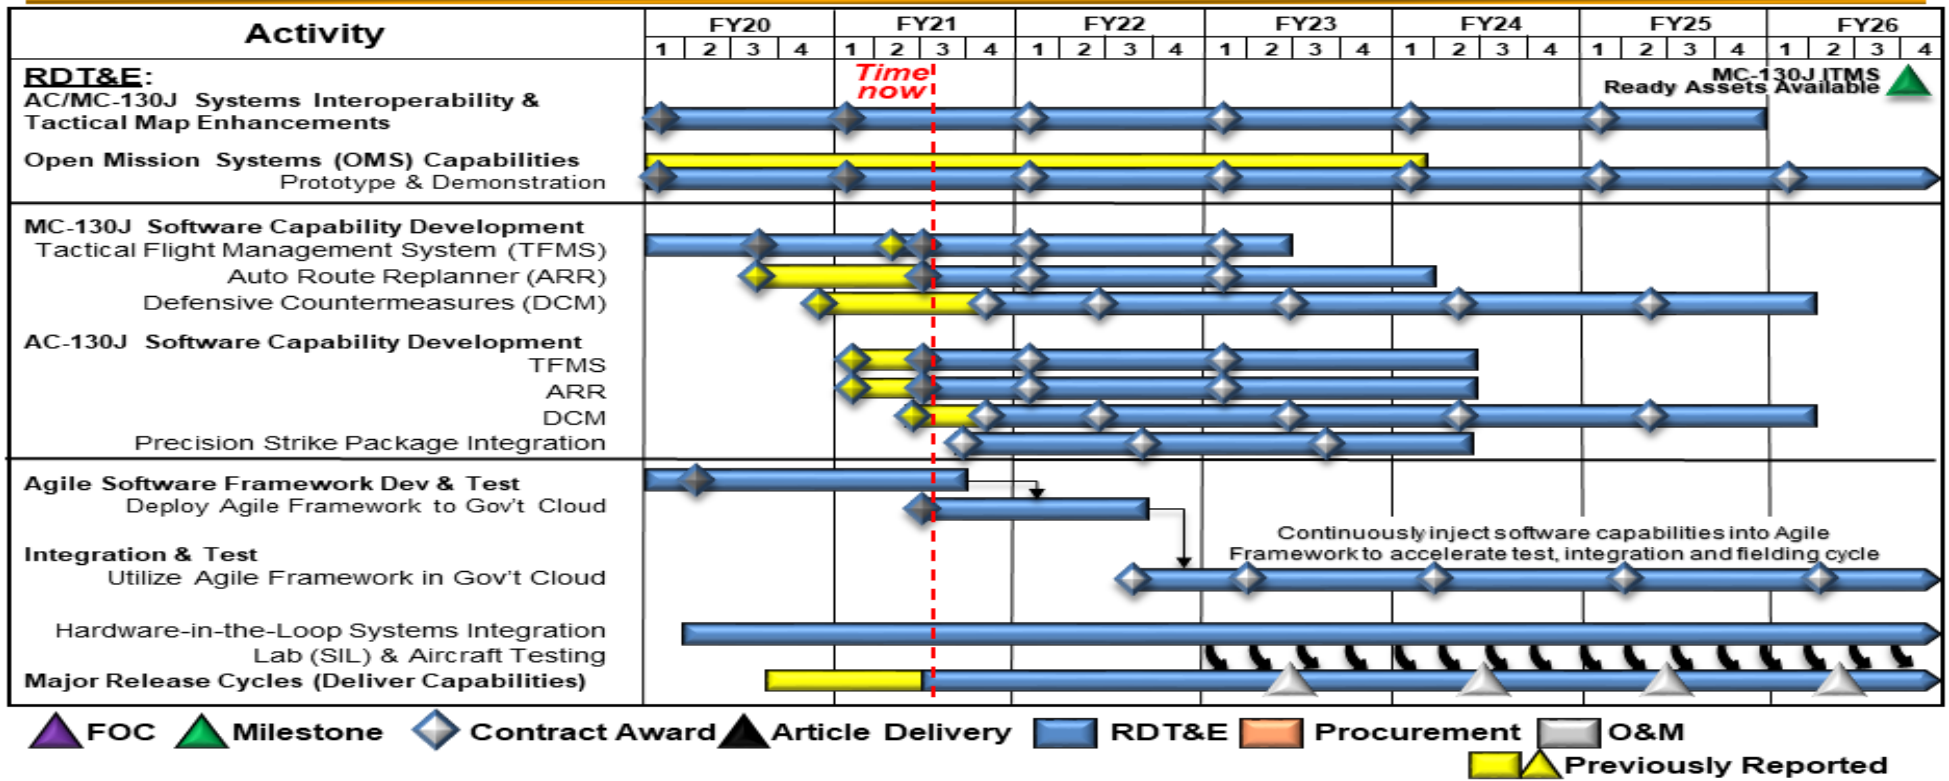 Activity FY20 FY21 FY22 FY23 FY24 FY25 FY26
1 2 3 4 1 2 3 4 1 2 3 4 1 2 3 4 1 2 3 4 1 2 3 4 1 2 3 4
RDT&E:
Time
now
MC-130J ITMS
Ready Assets Available
AC/MC-130J Systems Interoperability &
Tactical Map Enhancements
Open Mission Systems (OMS) Capabilities
Prototype & Demonstration
MC-130J Software Capability Development
Tactical Flight Management System (TFMS)
Auto Route Replanner (ARR)
Defensive Countermeasures (DCM)
AC-130J Software Capability Development
TFMS
ARR
DCM
Precision Strike Package Integration
Agile Software Framework Dev & Test
Deploy Agile Framework to Gov't Cloud
Continuously inject software capabilities into Agile
Framework to accelerate test, integration and fielding cycle
Integration & Test
Utilize Agile Framework in Gov't Cloud
Hardware-in-the-Loop Systems Integration
Lab (SIL) & Aircraft Testing
Major Release Cycles (Deliver Capabilities)
FOC Milestone Contract Award Article Delivery RDT&E Procurement O&M
Previously Reported